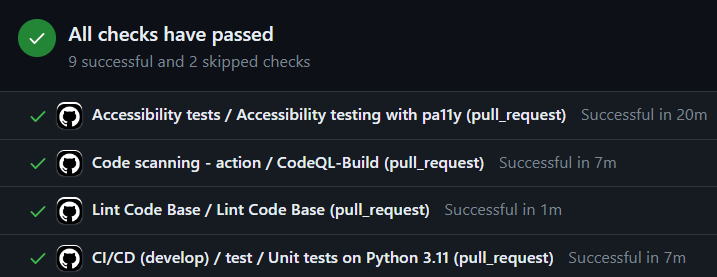 All checks have passed
9 successful and 2 skipped checks
Accessibility tests / Accessibility testing with pa11y (pull_request) Successful in 20m
Code scanning - action / CodeQL-Build (pull_request) Successful in 7m
Lint Code Base / Lint Code Base (pull_request) Successful in 1m
CI/CD (develop) / test / Unit tests on Python 3.11 (pull_request) Successful in 7m